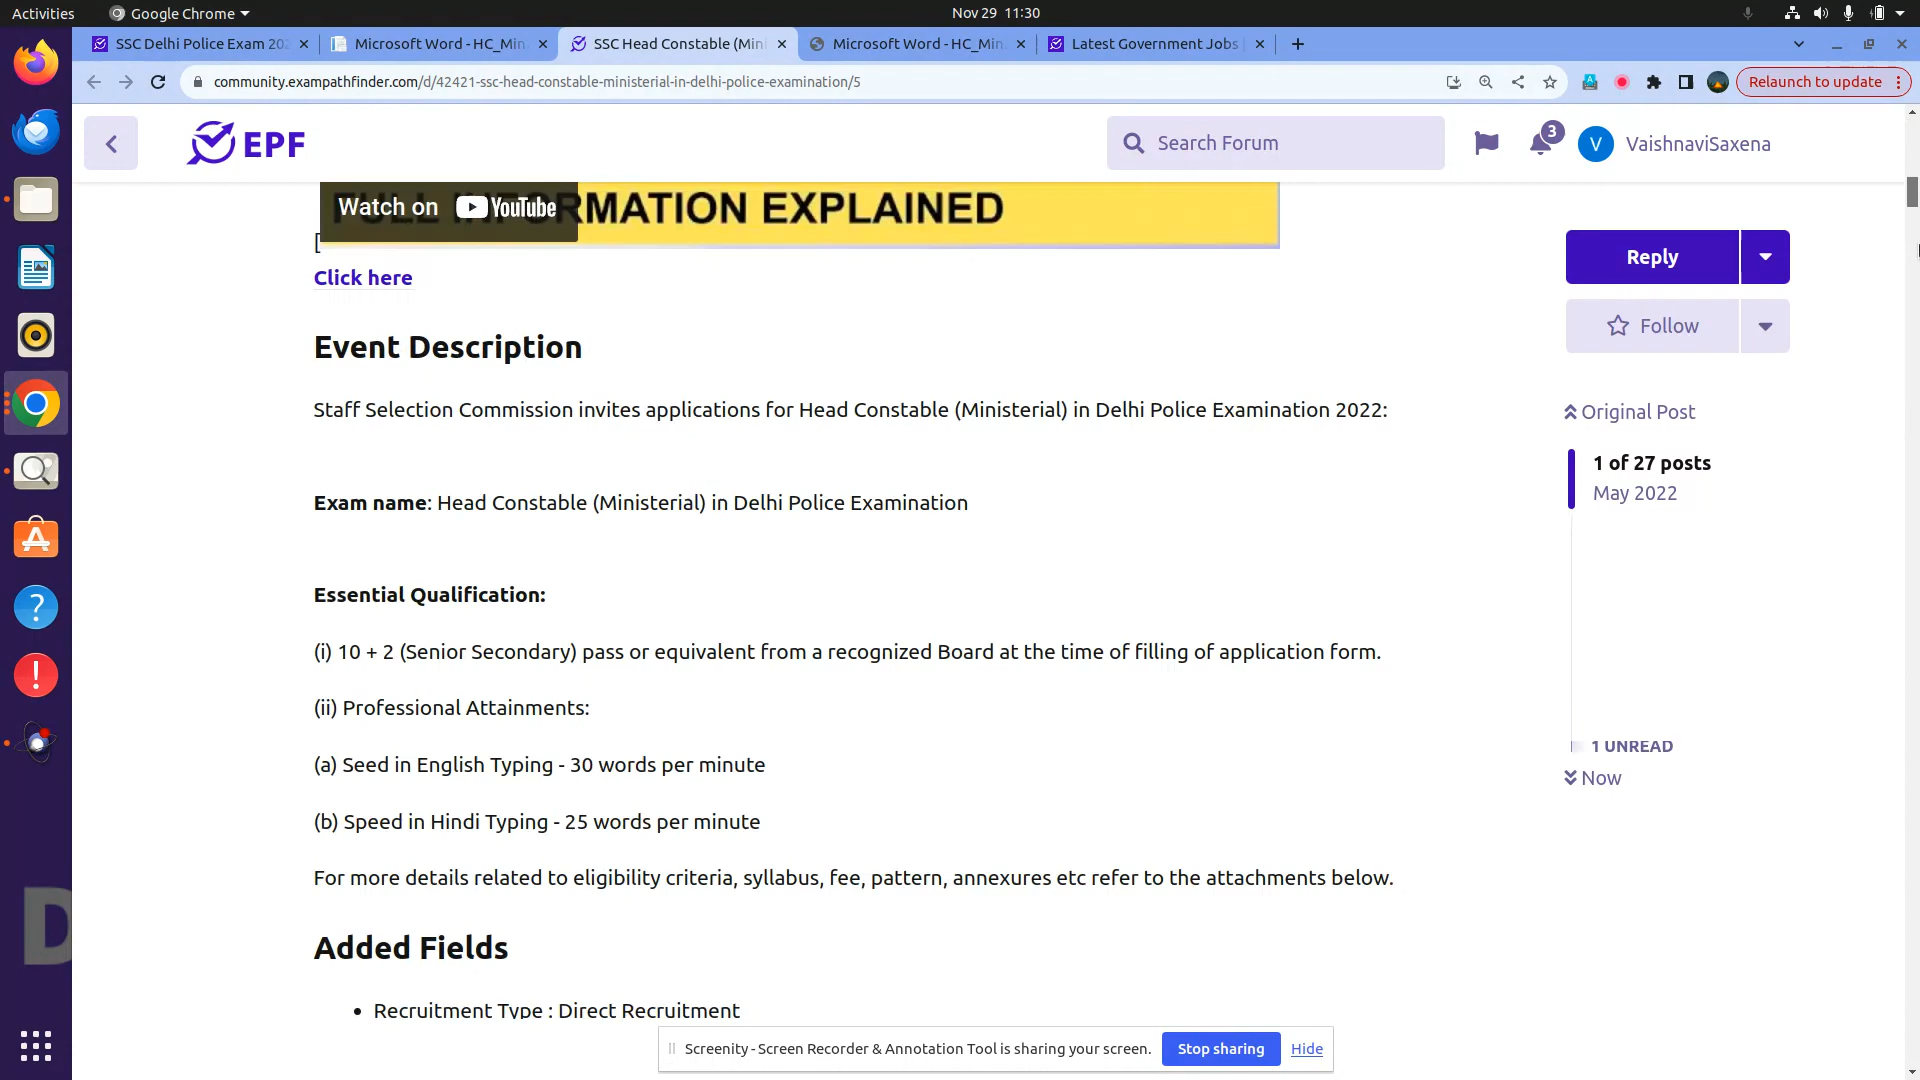 Activities
Google Chrome
Nov 29 11:30
SSC Delhi Police Exam 202
Microsoft Word - HC_Min
SSC Head Constable (Mini
Microsoft Word - HC_Min
Latest Government Jobs
community.exampathfinder.com/d/42421-ssc-head-constable-ministerial-in-delhi-police-examination/5
Relaunch to update
EPF
Search Forum
3
V
VaishnaviSaxena
Watch on YouTube
RMATION EXPLAINED
[
Click here
Reply
Follow
Event Description
Staff Selection Commission invites applications for Head Constable (Ministerial) in Delhi Police Examination 2022:
Original Post
1 of 27 posts
May 2022
Exam name: Head Constable (Ministerial) in Delhi Police Examination
Essential Qualification:
(i) 10 + 2 (Senior Secondary) pass or equivalent from a recognized Board at the time of filling of application form.
(ii) Professional Attainments:
1 UNREAD
(a) Seed in English Typing - 30 words per minute
Now
(b) Speed in Hindi Typing - 25 words per minute
For more details related to eligibility criteria, syllabus, fee, pattern, annexures etc refer to the attachments below.
D
Added Fields
Recruitment Type : Direct Recruitment
Screenity - Screen Recorder & Annotation Tool is sharing your screen.
Stop sharing
Hide